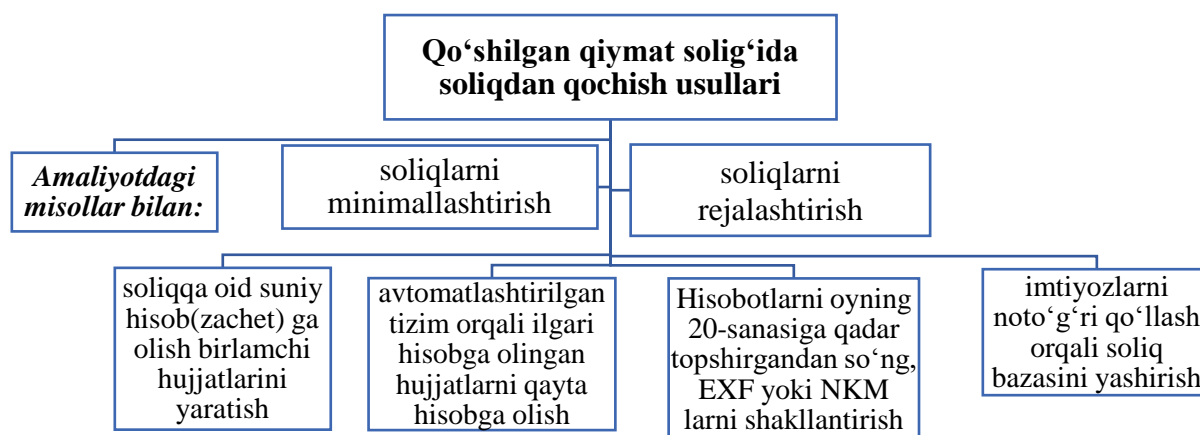 Qo‘shilgan qiymat solig‘ida
soliqdan qochish usullari
Amaliyotdagi
misollar bilan:
soliqlarni
minimallashtirish
soliqlarni
rejalashtirish
soliqqa oid suniy
hisob(zachet) ga
olish birlamchi
hujjatlarini
yaratish
avtomatlashtirilgan
tizim orqali ilgari
hisobga olingan
hujjatlarni qayta
hisobga olish
Hisobotlarni oyning
20-sanasiga qadar
topshirgandan so‘ng,
EXF yoki NKM
larni shakllantirish
imtiyozlarni
noto‘g‘ri qo‘llash
orqali soliq
bazasini yashirish